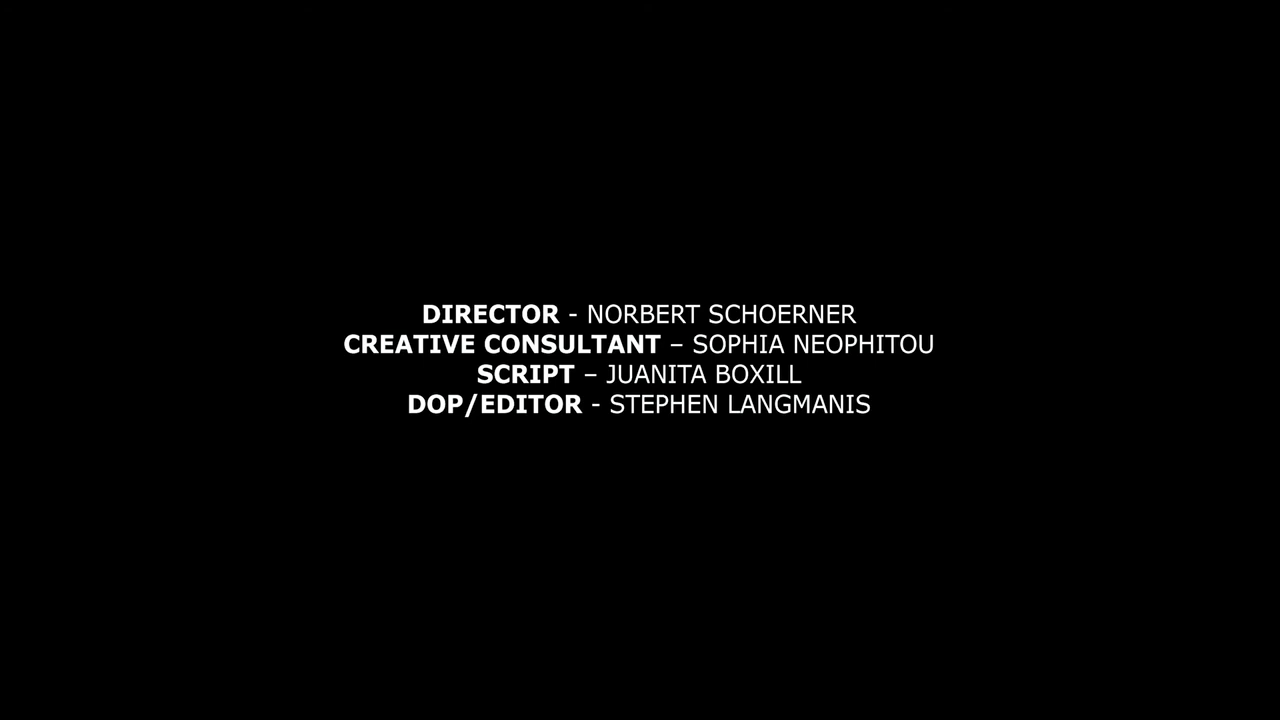 DIRECTOR - NORBERT SCHOERNER
CREATIVE CONSULTANT – SOPHIA NEOPHITOU
SCRIPT – JUANITA BOXILL
DOP/EDITOR - STEPHEN LANGMANIS